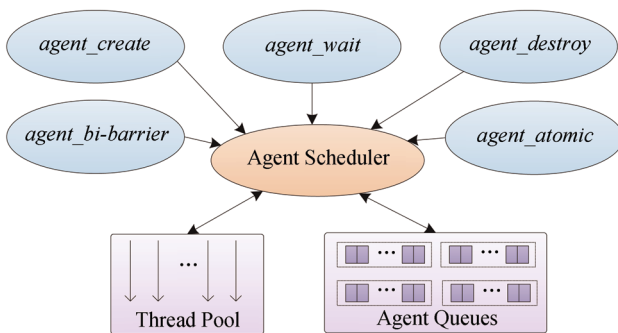 agent_create
agent_wait
agent_destroy
agent_bi-barrier
agent_atomic
Agent Scheduler
...
Thread Pool
... ...
... ...
Agent Queues